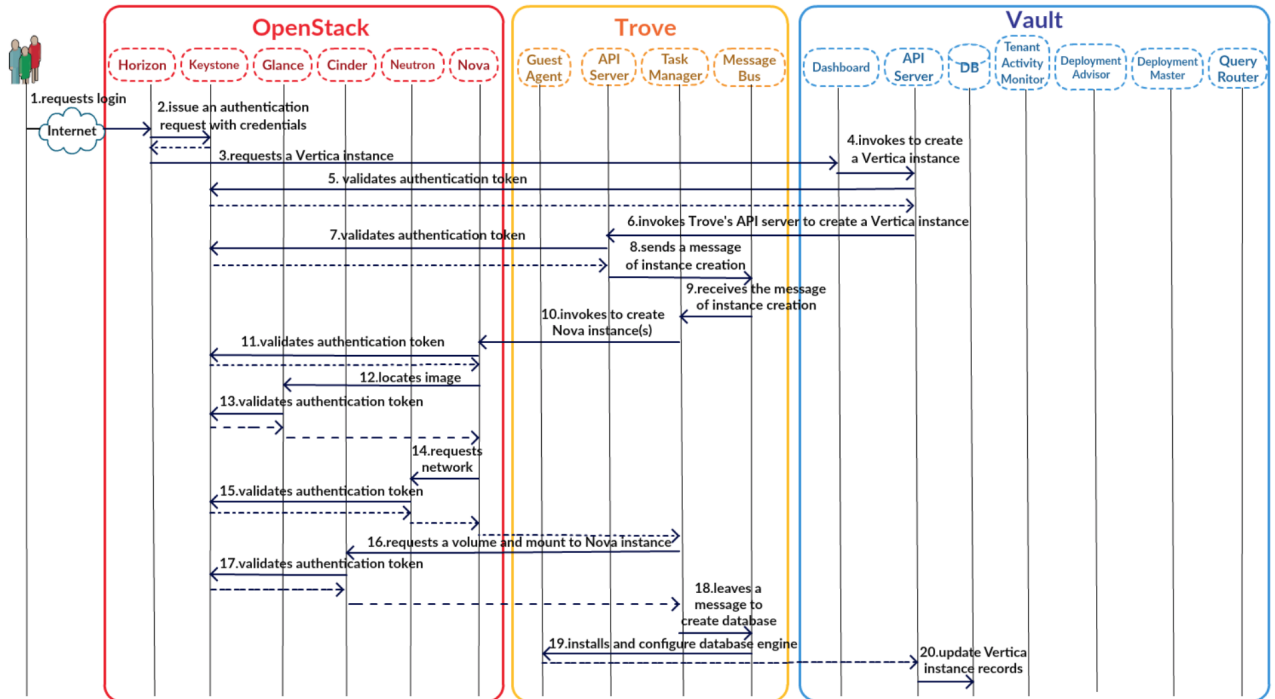 OpenStack
Trove
Vault
Horizon
Keystone
Glance
Cinder
Neutron
Nova
Guest
Agent
API
Server
Task
Manager
Message
Bus
Dashboard
API
Server
DB
Tenant
Activity
Monitor
Deployment
Advisor
Deployment
Master
Query
Router
1.requests login
Internet
2.issue an authentication
request with credentials
3.requests a Vertica instance
4.invokes to create
a Vertica instance
5. validates authentication token
6.invokes Trove's API server to create a Vertica instance
7.validates authentication token
8.sends a message
of instance creation
9.receives the message
of instance creation
10.invokes to create
Nova instance(s)
11.validates authentication token
12.locates image
13.validates authentication token
14.requests
network
15.validates authentication token
16.requests a volume and mount to Nova instance
17.validates authentication token
18.leaves a
message to
create database
19.installs and configure database engine
20.update Vertica
instance records